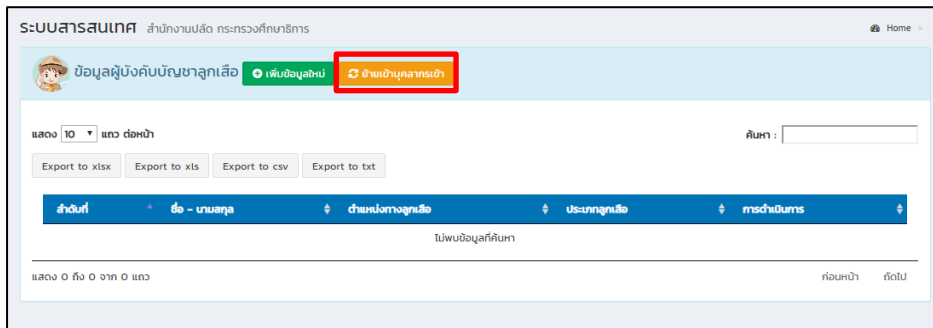 ระบบสารสนเทศ สำนักงานปลัด กระทรวงศึกษาธิการ Home >
ข้อมูลผู้บังคับบัญชาลูกเสือ เพิ่มข้อมูลใหม่ ย้ายเข้าบุคลากรเข้า
แสดง 10 แถว ต่อหน้า ค้นหา :
Export to xlsx Export to xls Export to csv Export to txt
ลำดับที่ ชื่อ - นามสกุล ตำแหน่งทางลูกเสือ ประเภทลูกเสือ การดำเนินการ
ไม่พบข้อมูลที่ค้นหา
แสดง 0 ถึง 0 จาก 0 แถว ก่อนหน้า ถัดไป